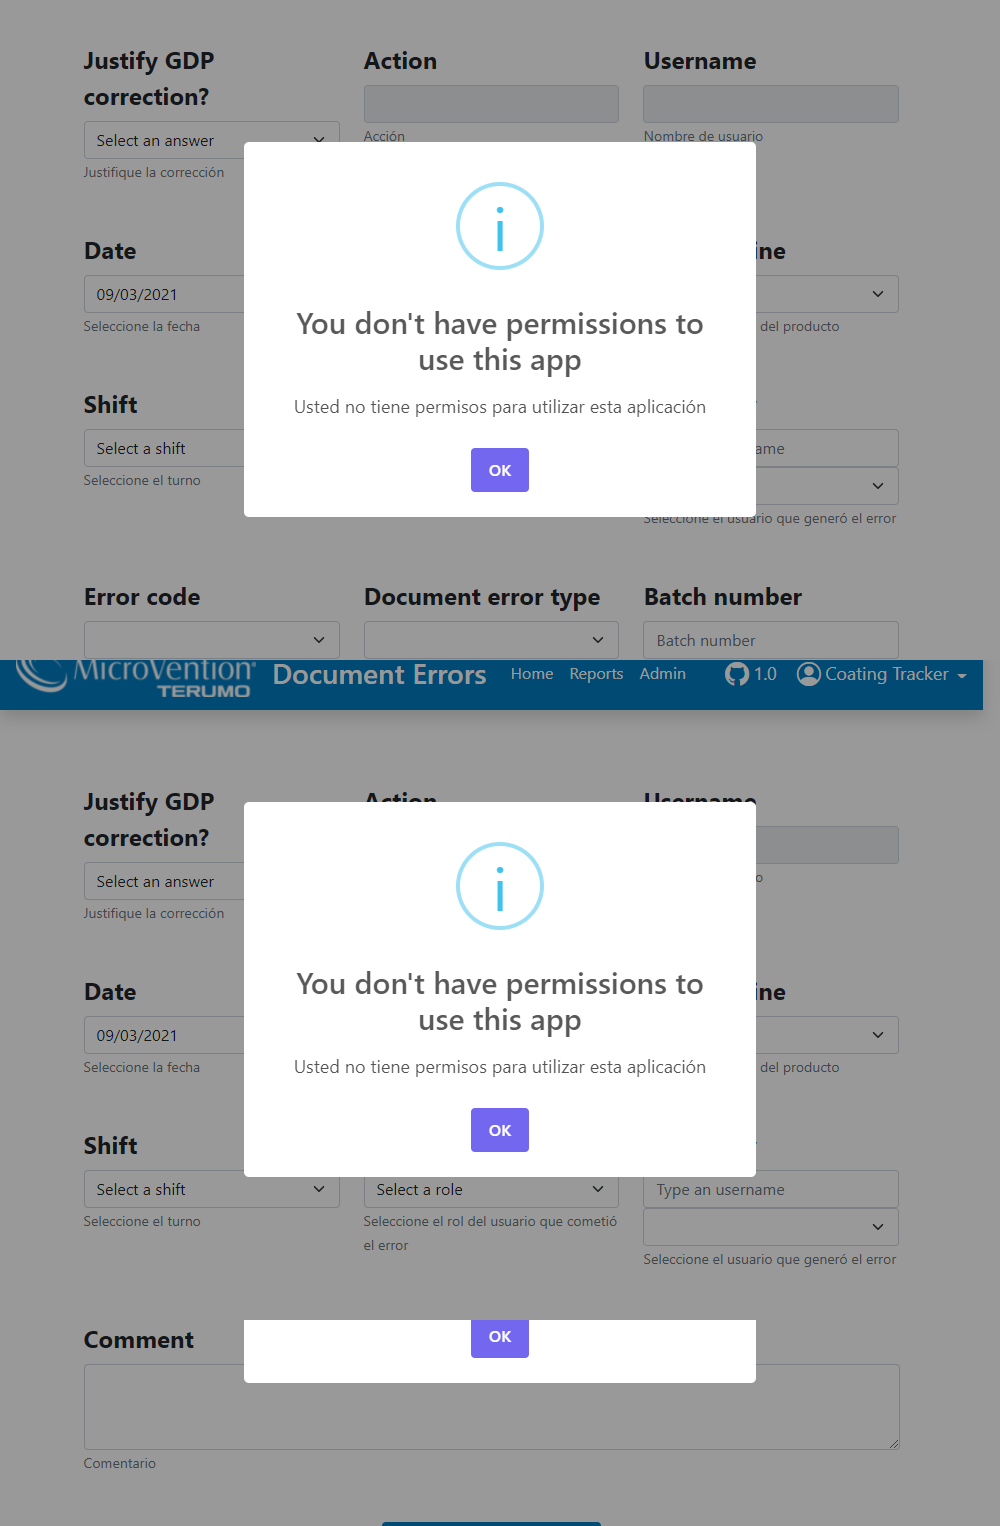 Justify GDP correction?
Action
Username
Select an answer
Acción
Nombre de usuario
Justifique la corrección
Date
ine
09/03/2021
Seleccione la fecha
del producto
You don't have permissions to
use this app
Usted no tiene permisos para utilizar esta aplicación
OK
Shift
Select a shift
ame
Seleccione el turno
Seleccione el usuario que generó el error
Error code
Document error type
Batch number
Batch number
MicroVention
TERUMO
Document Errors
Home
Reports
Admin
1.0
Coating Tracker
Justify GDP
correction?
Action
Username
Select an answer
o
Justifique la corrección
Date
ine
09/03/2021
Seleccione la fecha
del producto
You don't have permissions to
use this app
Usted no tiene permisos para utilizar esta aplicación
OK
Shift
Select a shift
Select a role
Type an username
Seleccione el turno
Seleccione el rol del usuario que cometió
el error
Seleccione el usuario que generó el error
OK
Comment
Comentario